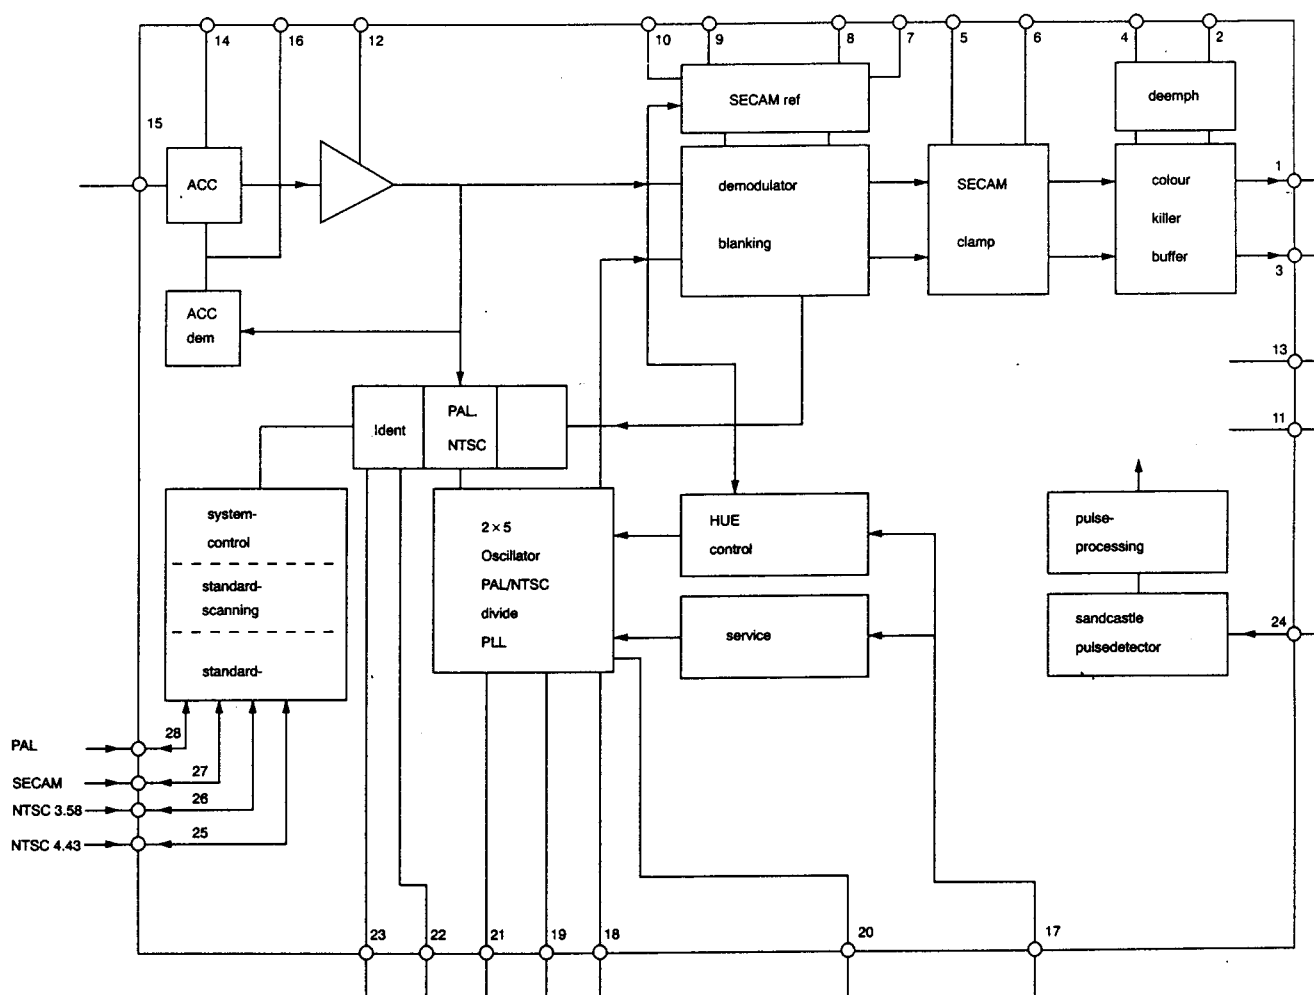 14
16
12
10
9
8
7
5
6
4
2
15
SECAM ref
deemph
ACC
demodulator
blanking
SECAM
clamp
colour
killer
buffer
1
3
ACC
dem
13
11
Ident
PAL.
NTSC
system-
control
standard-
scanning
standard-
2×5
Oscillator
PAL/NTSC
divide
PLL
HUE
control
service
pulse-
processing
sandcastle
pulsedetector
24
PAL
28
SECAM
27
NTSC 3.58
26
NTSC 4.43
25
23
22
21
19
18
20
17